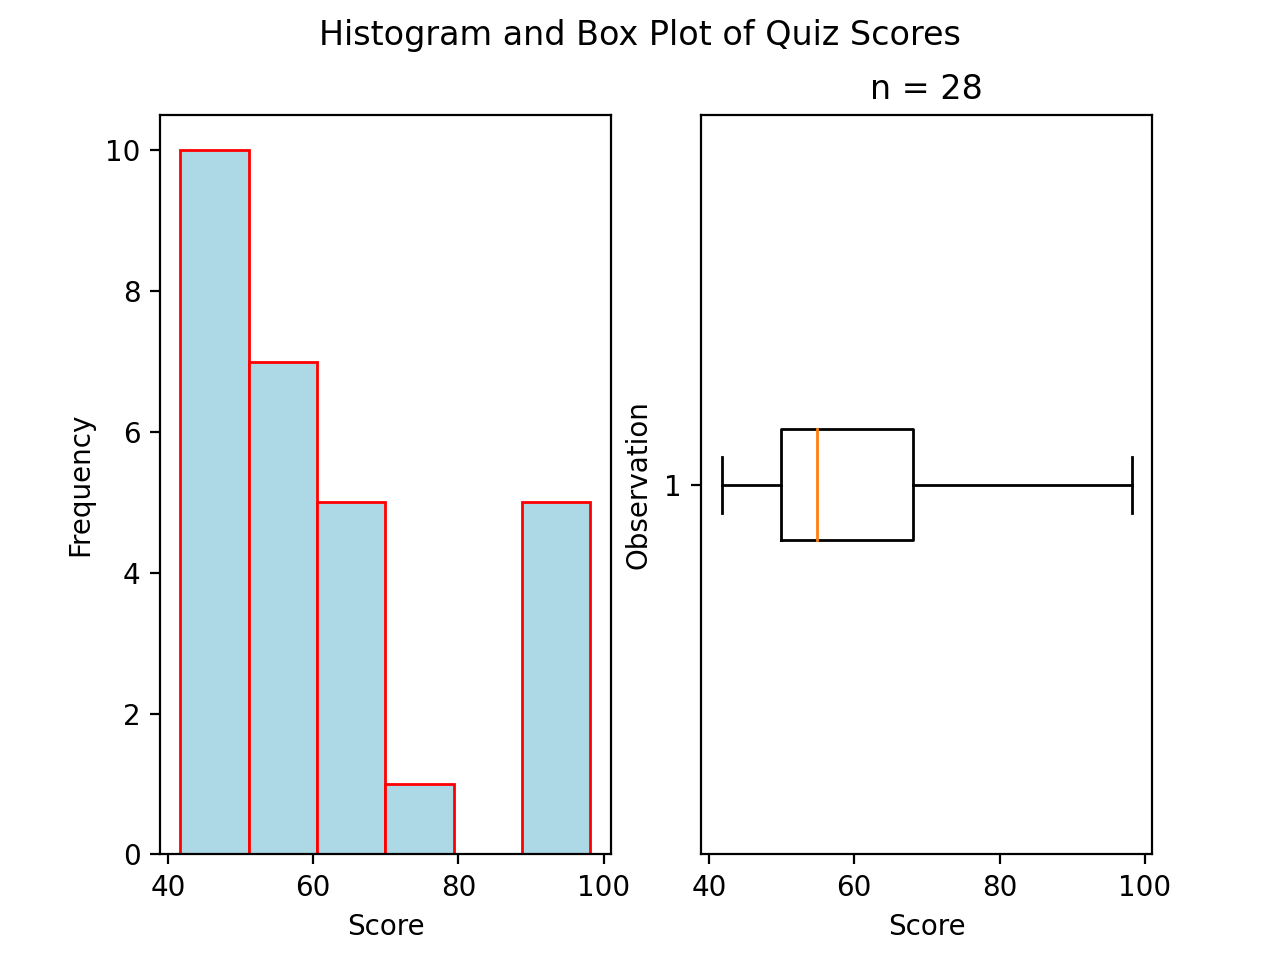 Histogram and Box Plot of Quiz Scores
Frequency
10
8
6
4
2
0
40 60 80 100
Score
n = 28
Observation
1
40 60 80 100
Score